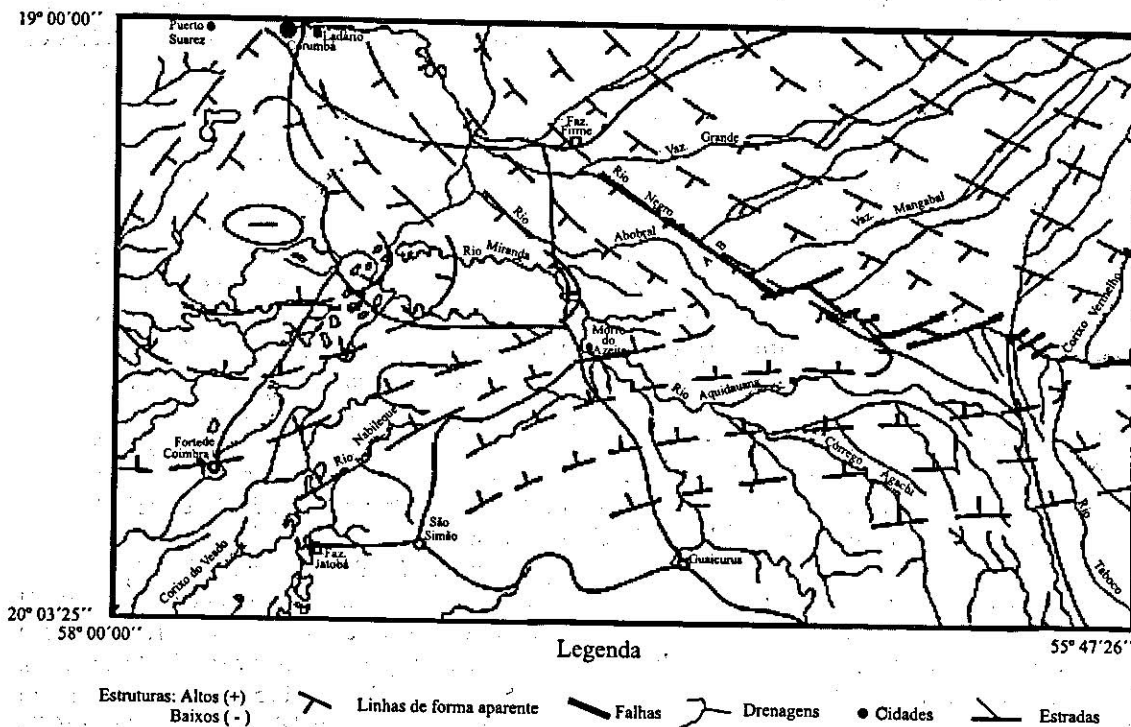 19° 00'00''
Puerto
Suarez
Ladário
Corumbá
Faz.
Firme
Vaz. Grande
Rio Negro
Rio Abobral
Vaz. Mangabal
Rio Miranda
A B
Corixo Vermelho
Morro
do
Azeite
Rio Aquidauana
Rio Nabileque
Forte de
Coimbra
Córrego Agachi
São
Simão
Faz.
Jatobá
Corixo do Veado
Guaicurus
Rio Taboco
20° 03'25''
58° 00'00''
55° 47'26''
Legenda
Estruturas: Altos (+)
Baixos ( - )
Linhas de forma aparente
Falhas
Drenagens
Cidades
Estradas